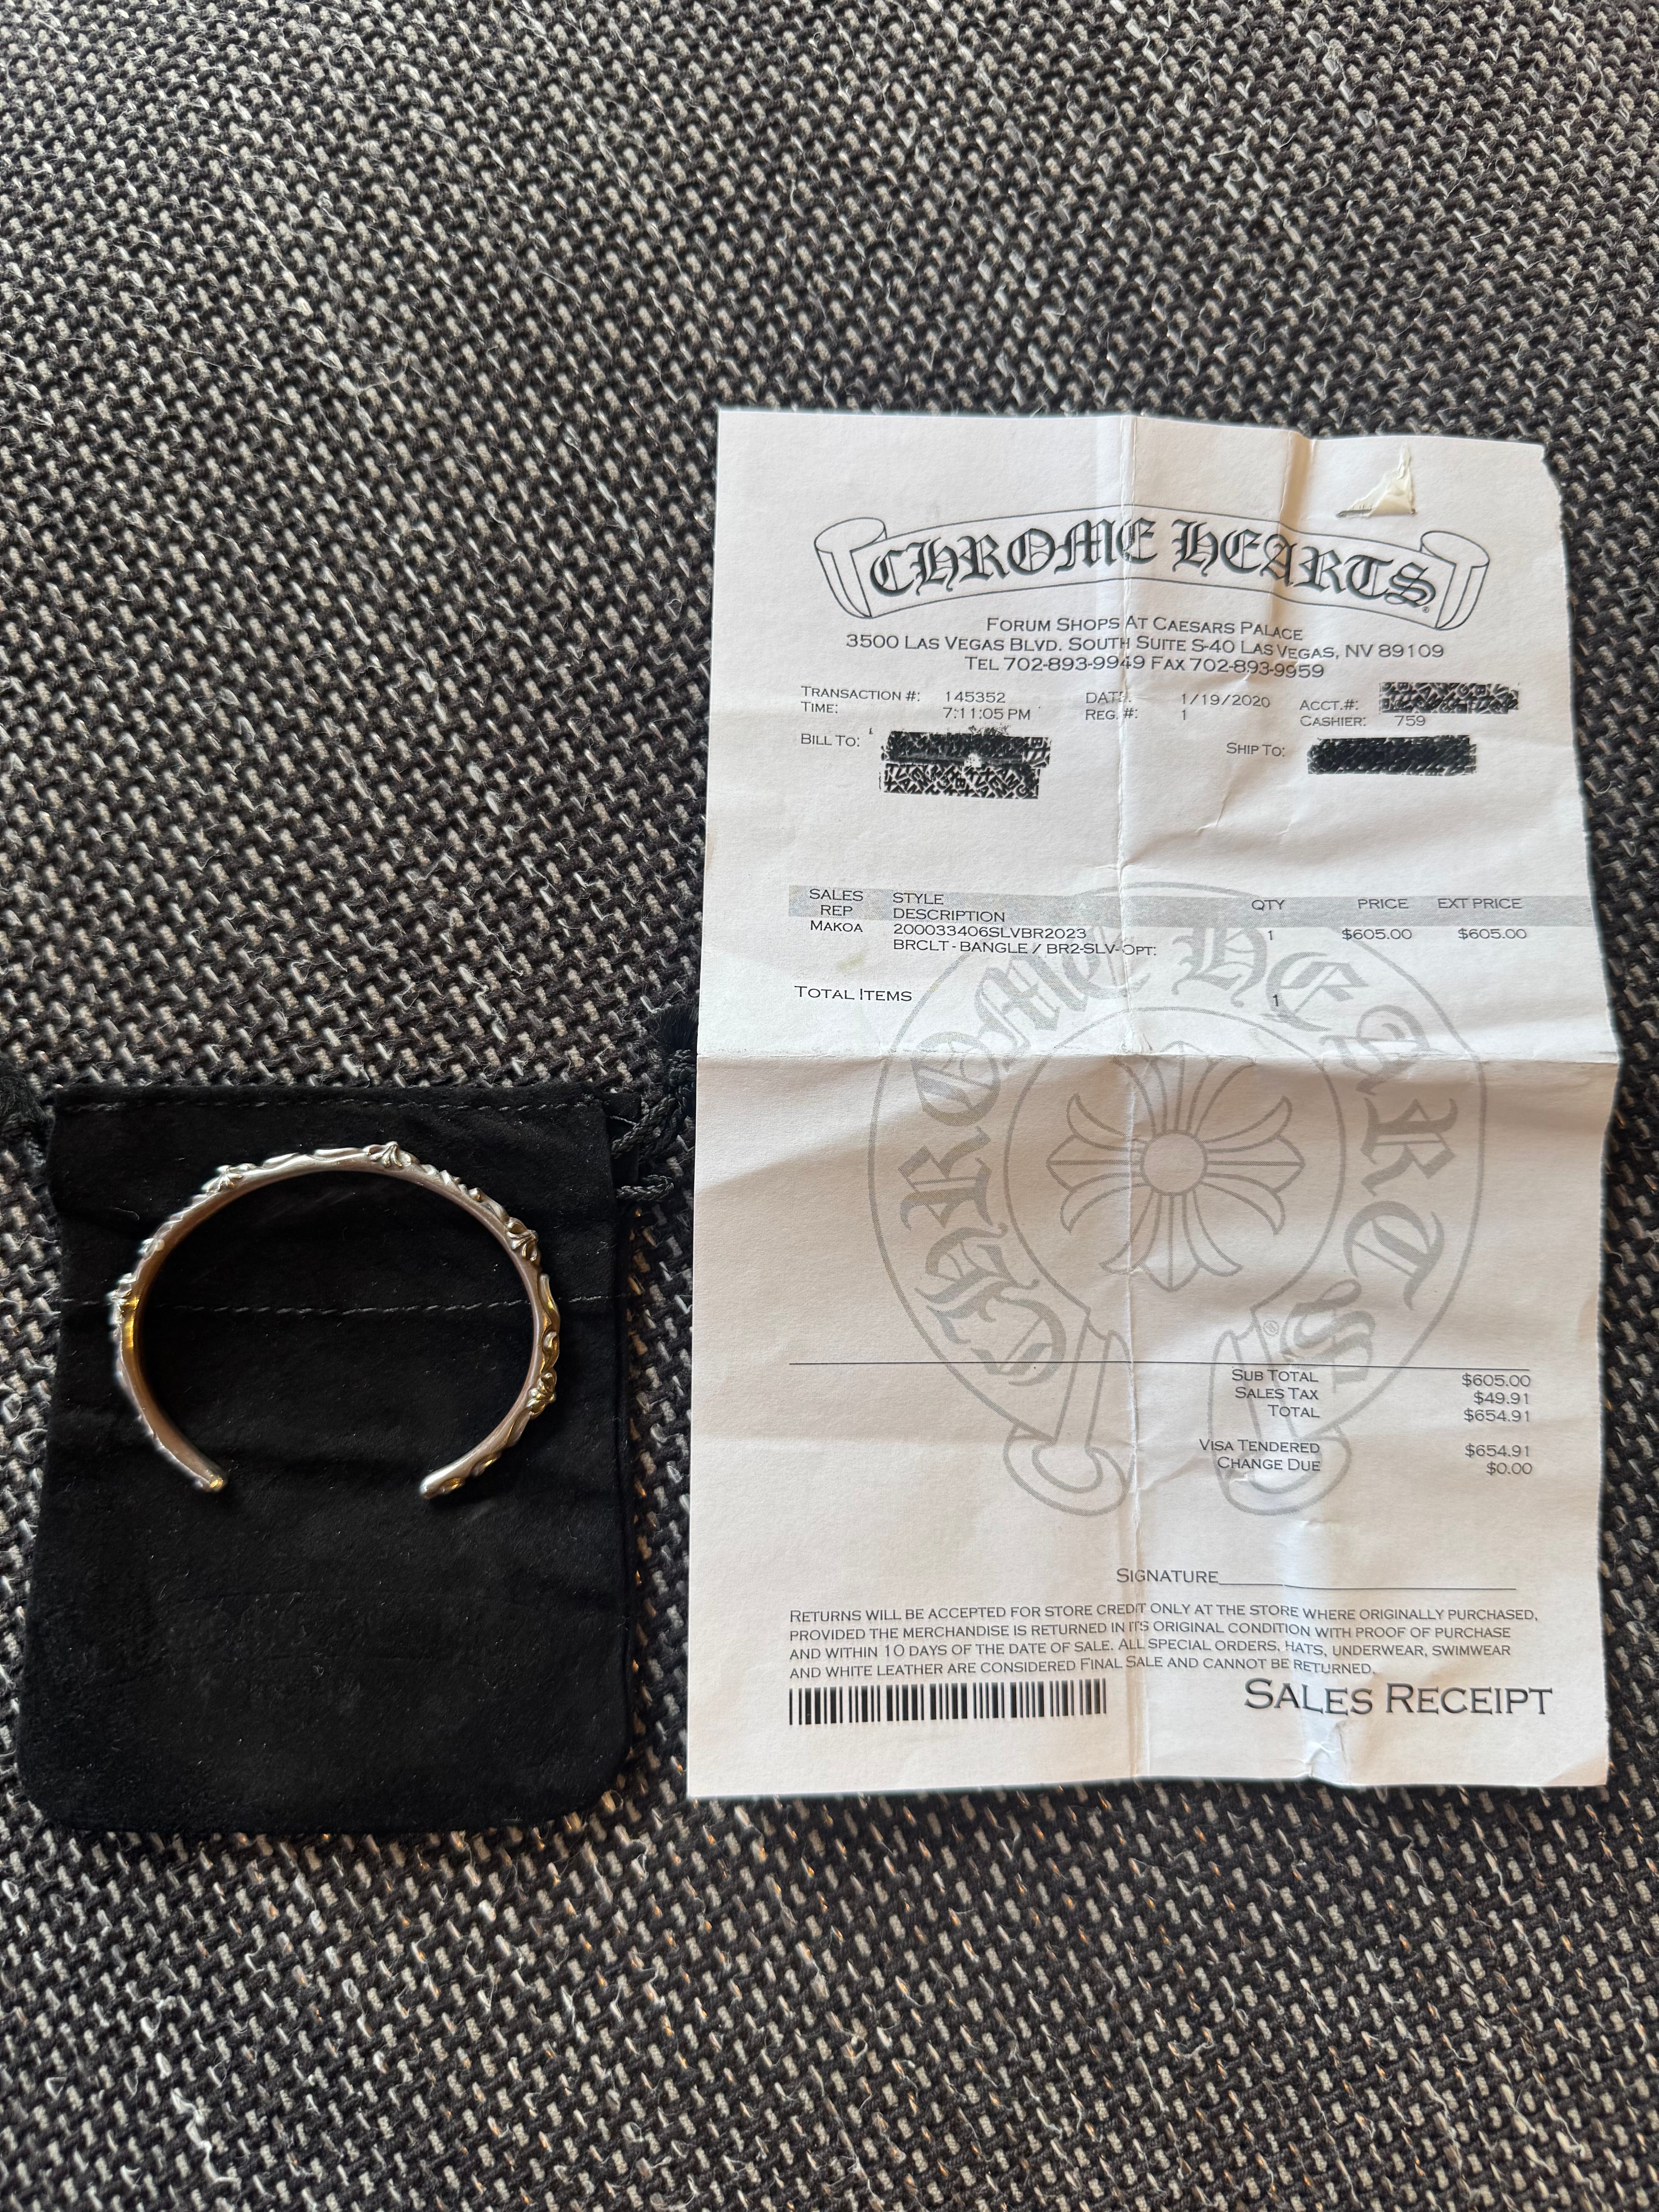 CHROME HEARTS®
FORUM SHOPS AT CAESARS PALACE
3500 LAS VEGAS BLVD. SOUTH SUITE S-40 LAS VEGAS, NV 89109
TEL 702-893-9949 FAX 702-893-9959
TRANSACTION #: 145352 DATE: 1/19/2020 ACCT.#:
TIME: 7:11:05 PM REG. #: 1 CASHIER: 759
BILL TO: SHIP TO:
SALES REP STYLE DESCRIPTION QTY PRICE EXT PRICE
MAKOA 200033406SLVBR2023 1 $605.00 $605.00
BRCLT - BANGLE / BR2-SLV-OPT:
TOTAL ITEMS 1
CHROME HEARTS®
SUB TOTAL $605.00
SALES TAX $49.91
TOTAL $654.91
VISA TENDERED $654.91
CHANGE DUE $0.00
SIGNATURE
RETURNS WILL BE ACCEPTED FOR STORE CREDIT ONLY AT THE STORE WHERE ORIGINALLY PURCHASED,
PROVIDED THE MERCHANDISE IS RETURNED IN ITS ORIGINAL CONDITION WITH PROOF OF PURCHASE
AND WITHIN 10 DAYS OF THE DATE OF SALE. ALL SPECIAL ORDERS, HATS, UNDERWEAR, SWIMWEAR
AND WHITE LEATHER ARE CONSIDERED FINAL SALE AND CANNOT BE RETURNED.
SALES RECEIPT